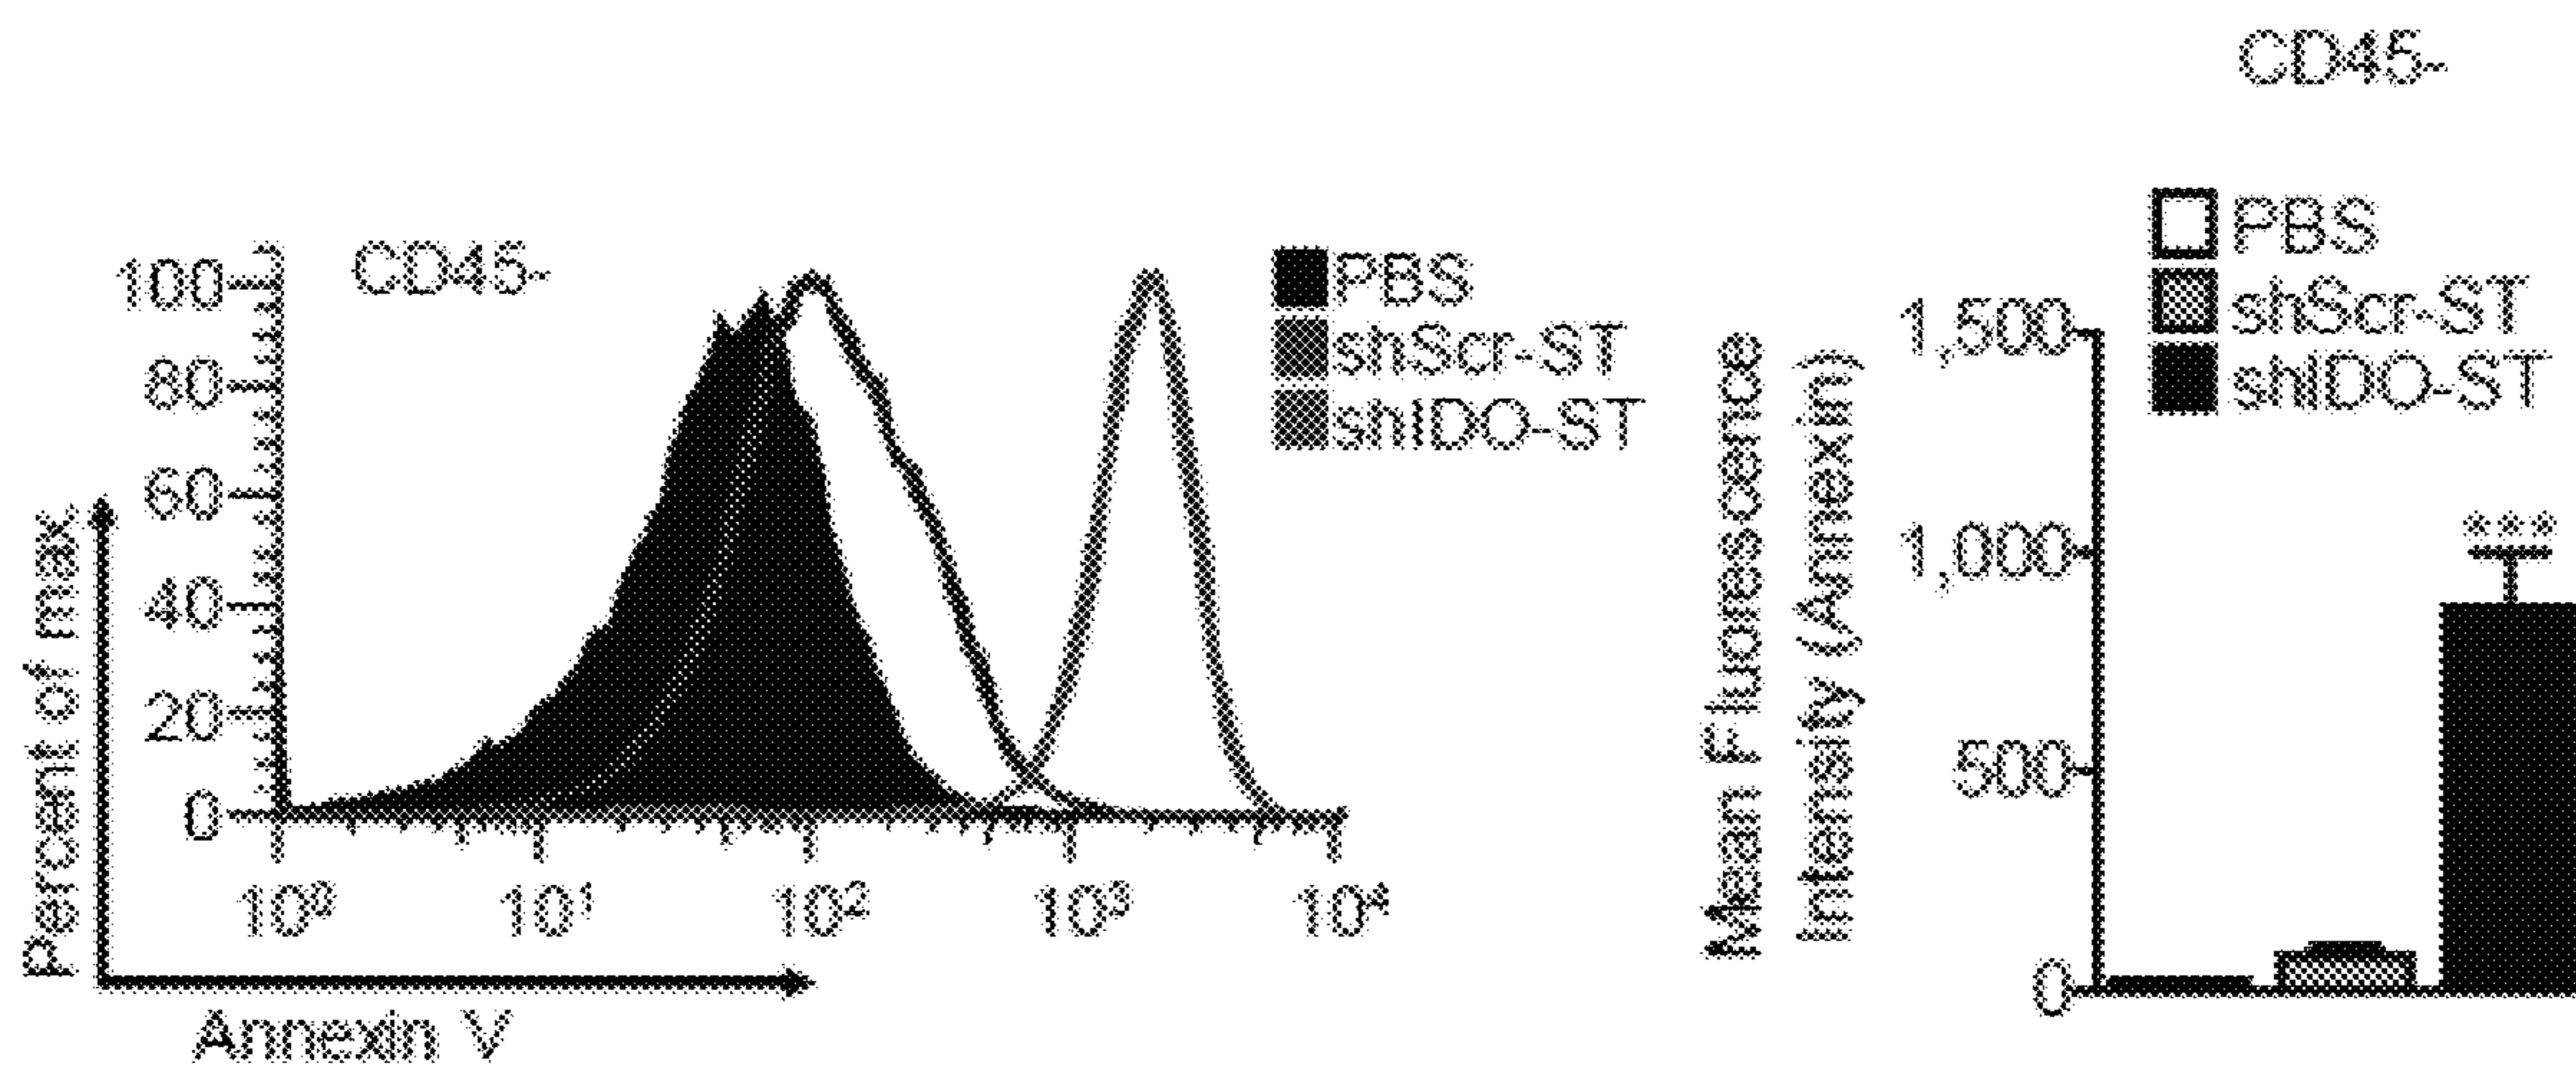 CD45-
100
80
60
40
20
0
Percent of max
10⁰ 10¹ 10² 10³ 10⁴
Annexin V
PBS
shScr-ST
shIDO-ST
CD45-
PBS
shScr-ST
shIDO-ST
Mean Fluorescence
Intensity (Annexin)
1,500
1,000
500
0
***